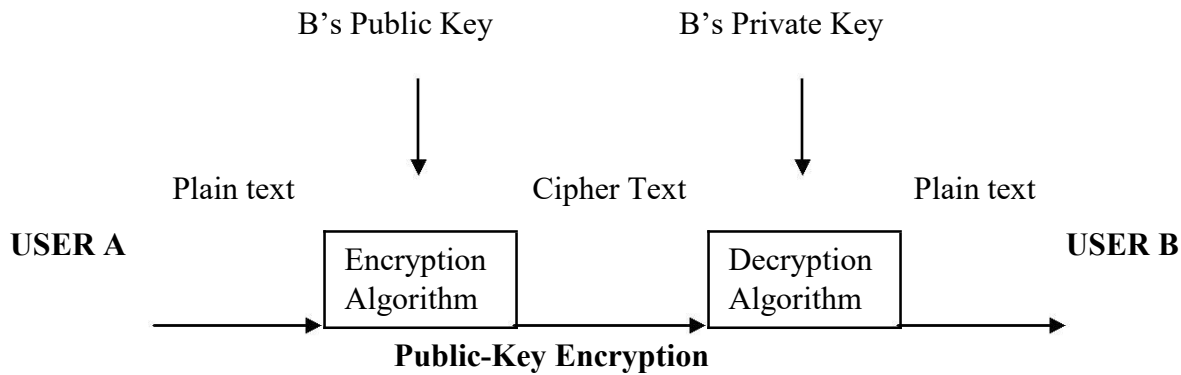 B’s Public Key
B’s Private Key
Plain text
Cipher Text
Plain text
USER A
Encryption
Algorithm
Decryption
Algorithm
USER B
Public-Key Encryption